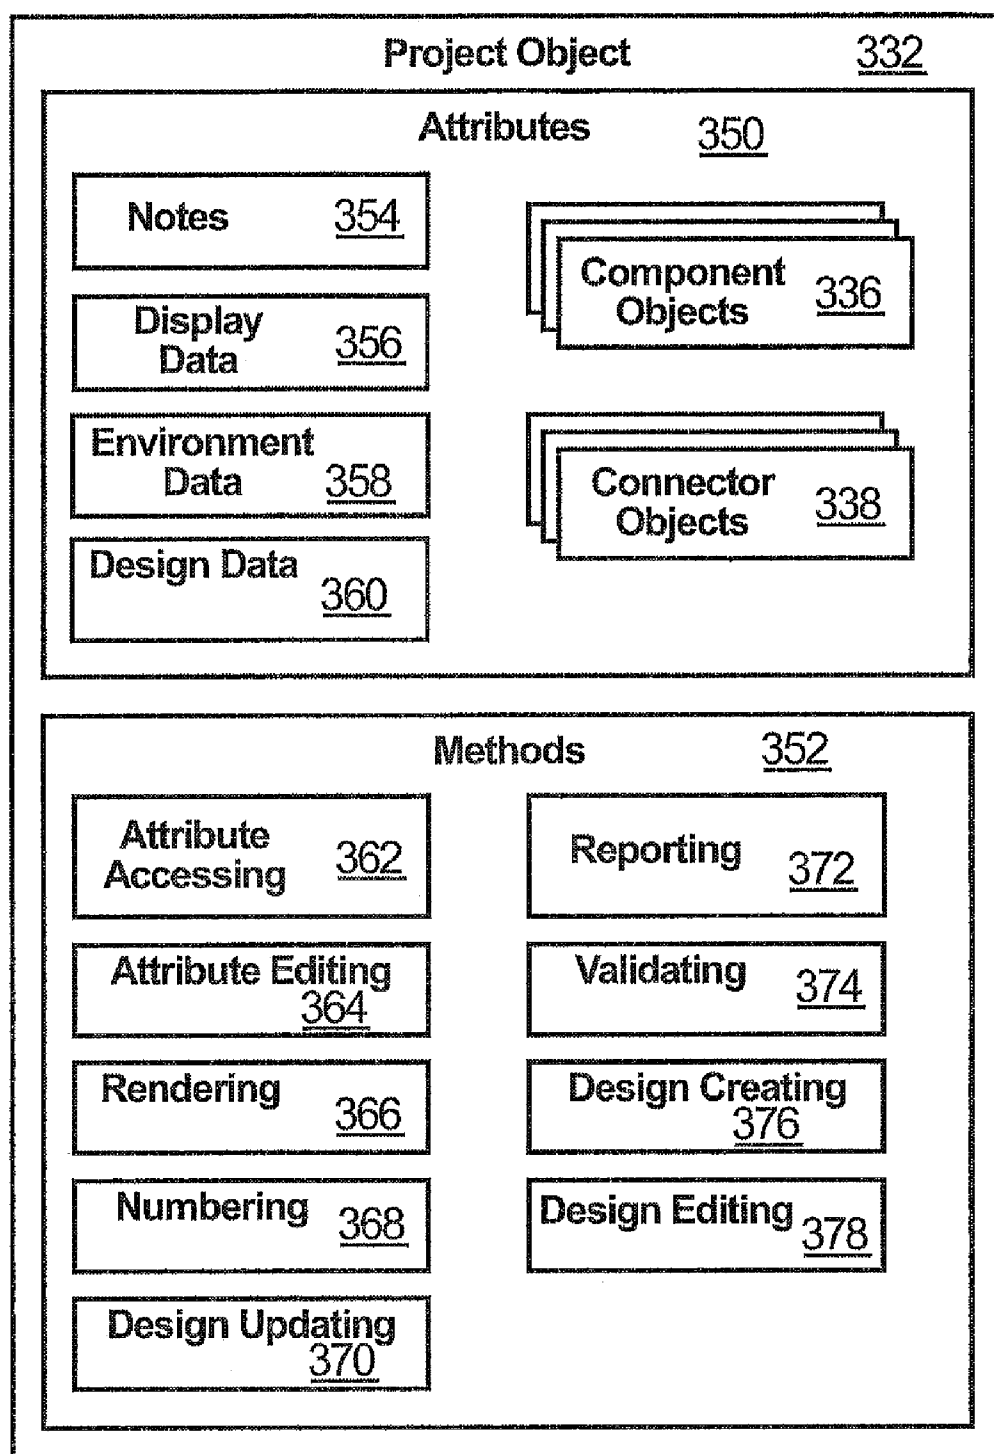 Project Object 332
Attributes 350
Notes 354
Display
Data 356
Environment
Data 358
Design Data
360
Component
Objects 336
Connector
Objects 338
Methods 352
Attribute
Accessing 362
Attribute Editing
364
Rendering
366
Numbering 368
Design Updating
370
Reporting
372
Validating 374
Design Creating
376
Design Editing
378